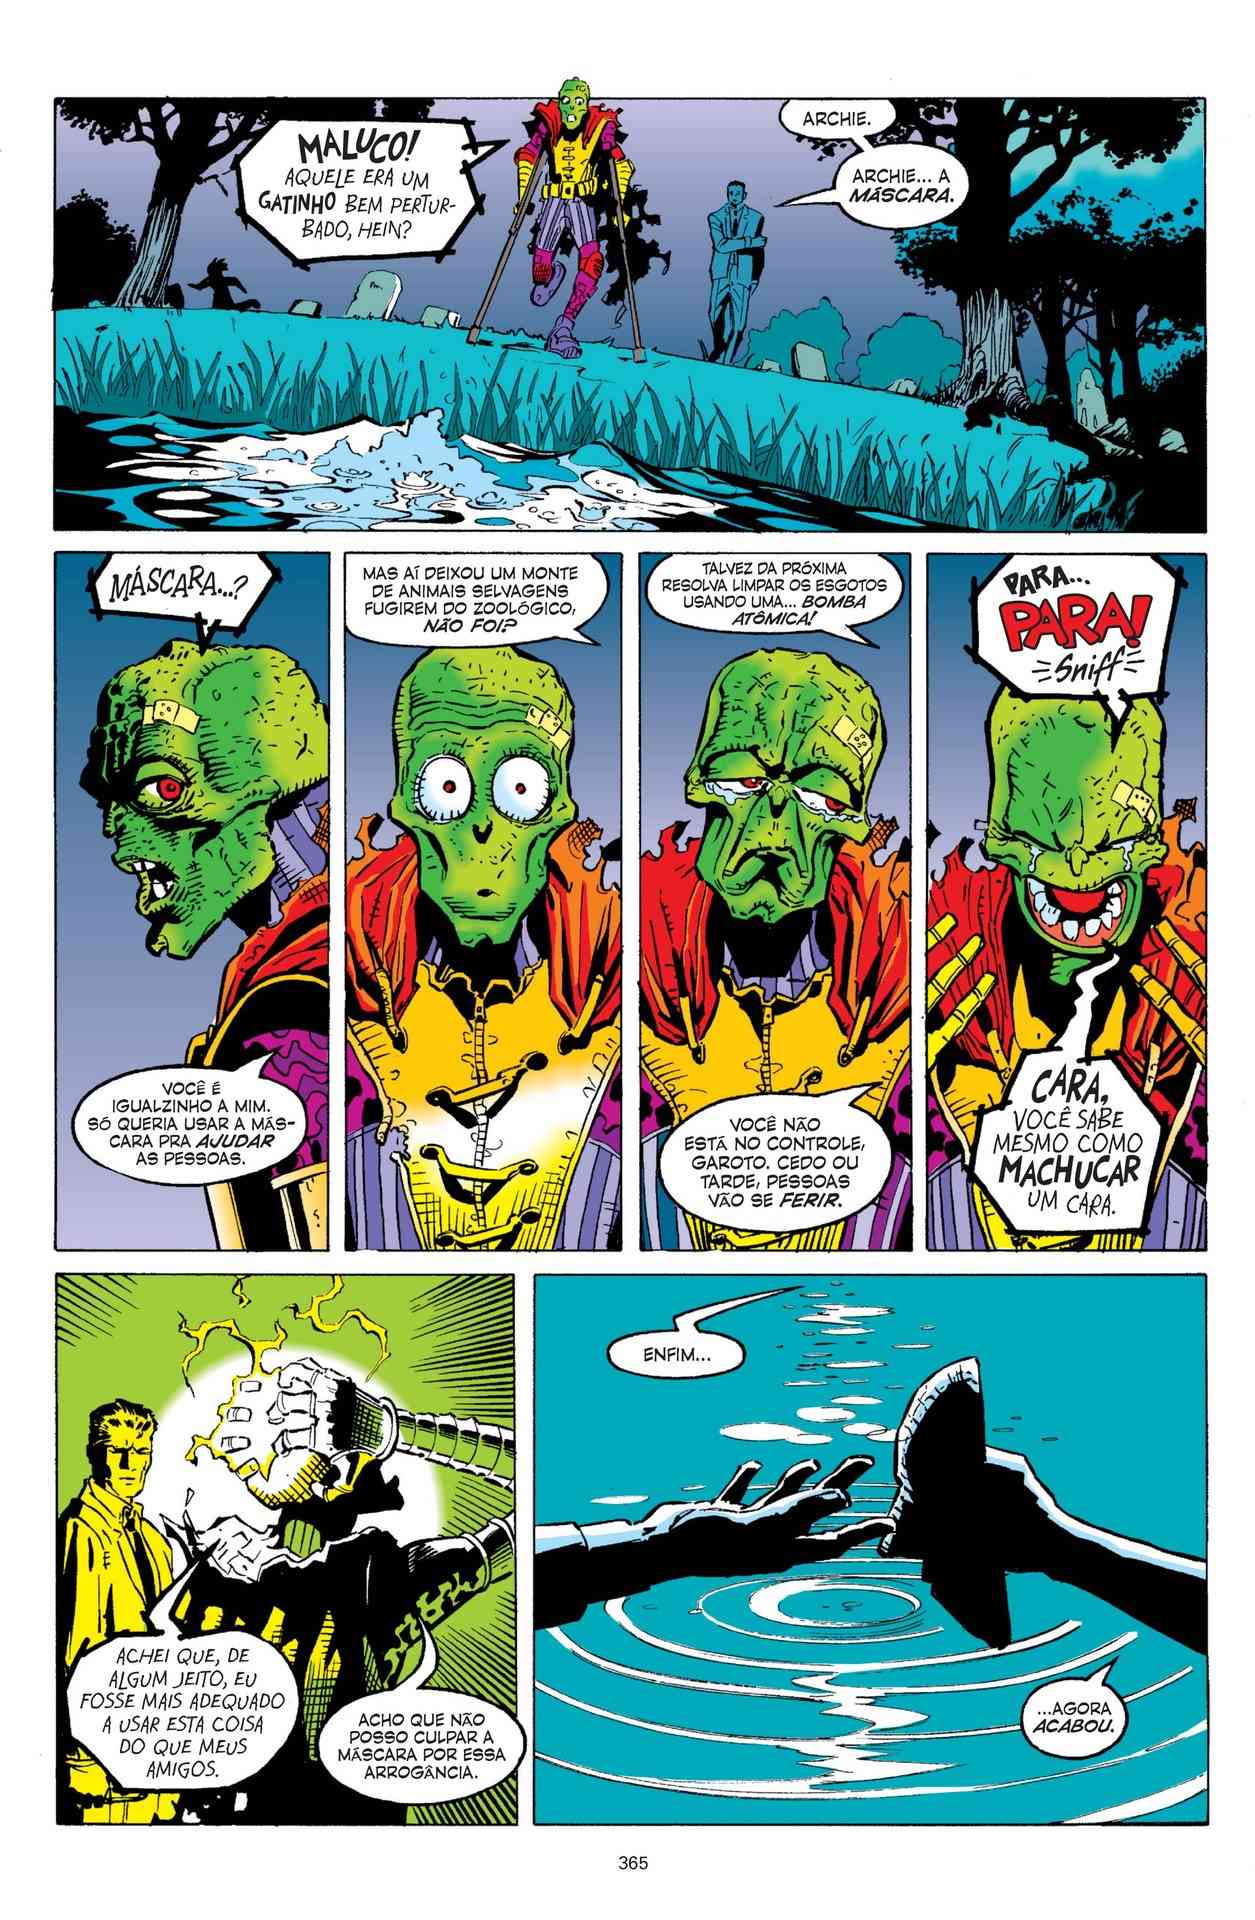 MALUCO!
AQUELE ERA UM
GATINHO BEM PERTUR-
BADO, HEIN?
ARCHIE.
ARCHIE... A
MÁSCARA.
MÁSCARA...?
VOCÊ É
IGUALZINHO A MIM.
SÓ QUERIA USAR A MÁS-
CARA PRA AJUDAR
AS PESSOAS.
MAS AÍ DEIXOU UM MONTE
DE ANIMAIS SELVAGENS
FUGIREM DO ZOOLÓGICO,
NÃO FOI?
TALVEZ DA PRÓXIMA
RESOLVA LIMPAR OS ESGOTOS
USANDO UMA... BOMBA
ATÔMICA!
VOCÊ NÃO
ESTÁ NO CONTROLE,
GAROTO. CEDO OU
TARDE, PESSOAS
VÃO SE FERIR.
PARA...
PARA!
Sniff
CARA,
VOCÊ SABE
MESMO COMO
MACHUCAR
UM CARA.
ACHEI QUE, DE
ALGUM JEITO, EU
FOSSE MAIS ADEQUADO
A USAR ESTA COISA
DO QUE MEUS
AMIGOS.
ACHO QUE NÃO
POSSO CULPAR A
MÁSCARA POR ESSA
ARROGÂNCIA.
ENFIM...
...AGORA
ACABOU.
365